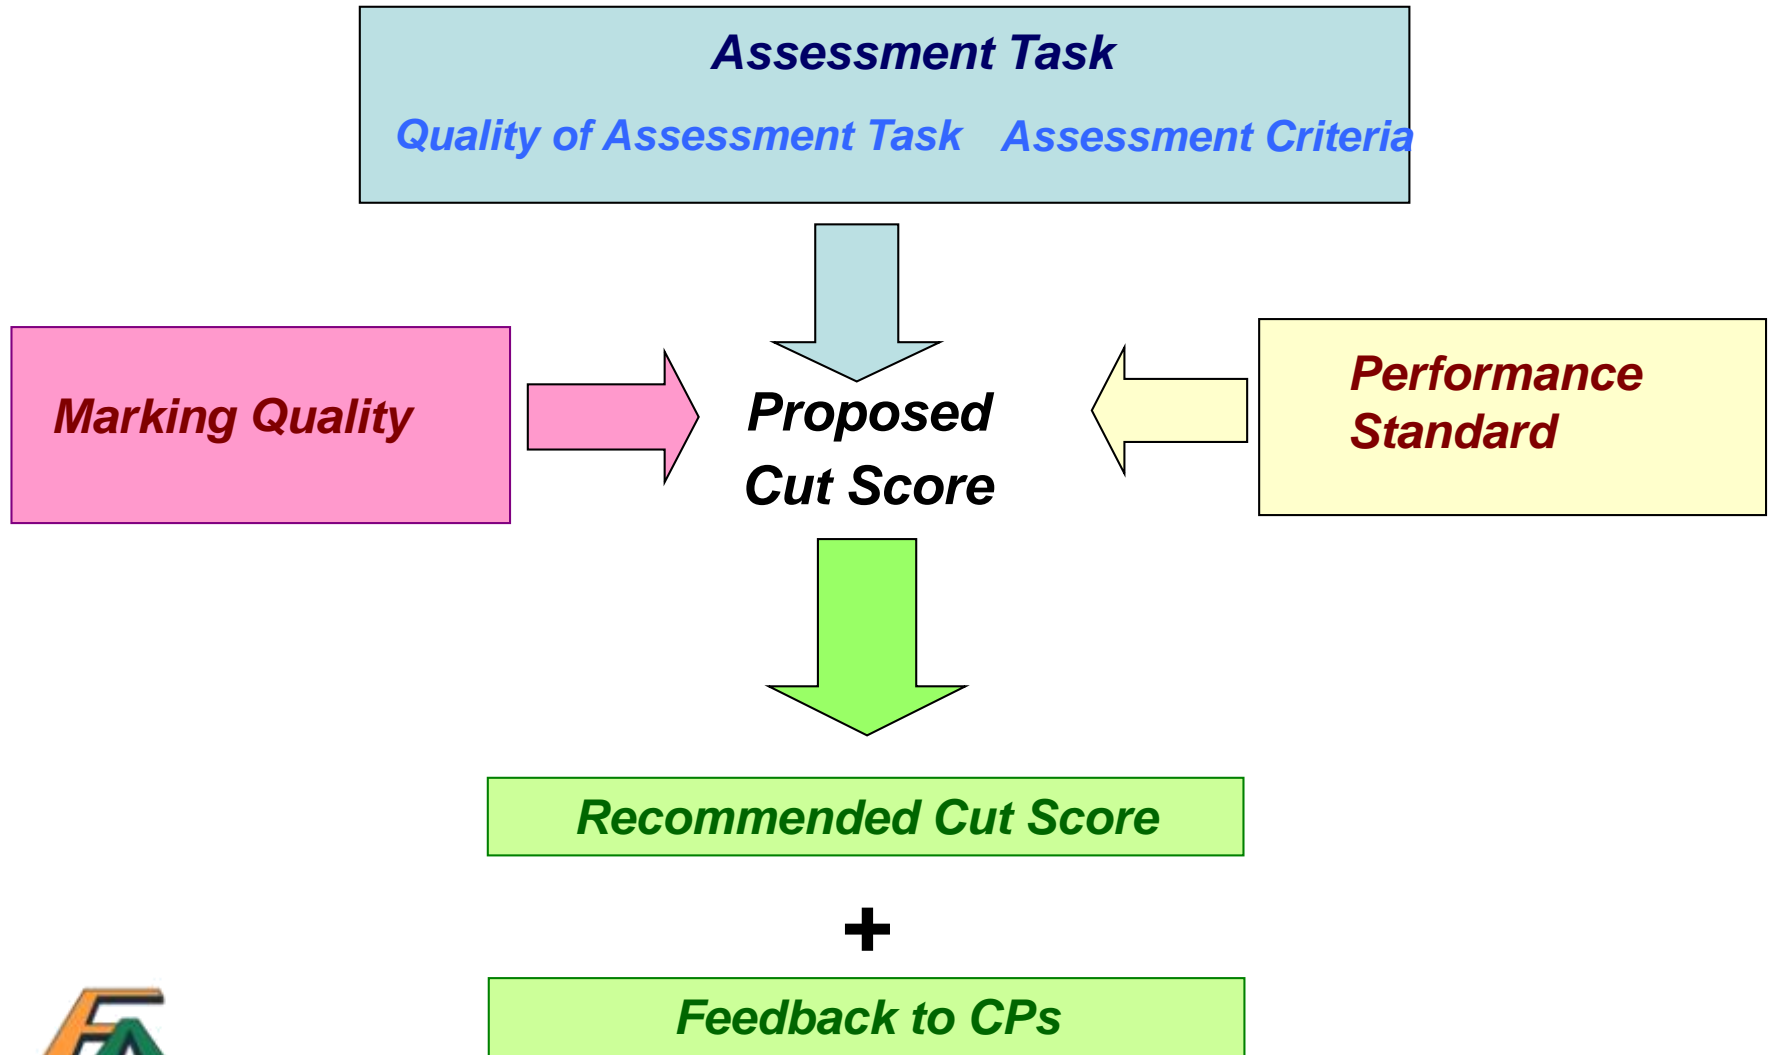 Assessment Task
Quality of Assessment Task Assessment Criteria
Marking Quality
Proposed
Cut Score
Performance
Standard
Recommended Cut Score
+
Feedback to CPs